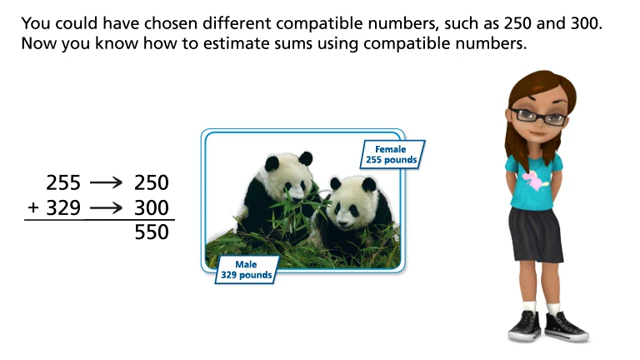 You could have chosen different compatible numbers, such as 250 and 300.
Now you know how to estimate sums using compatible numbers.
255 → 250
+ 329 → 300
550
Female
255 pounds
Male
329 pounds